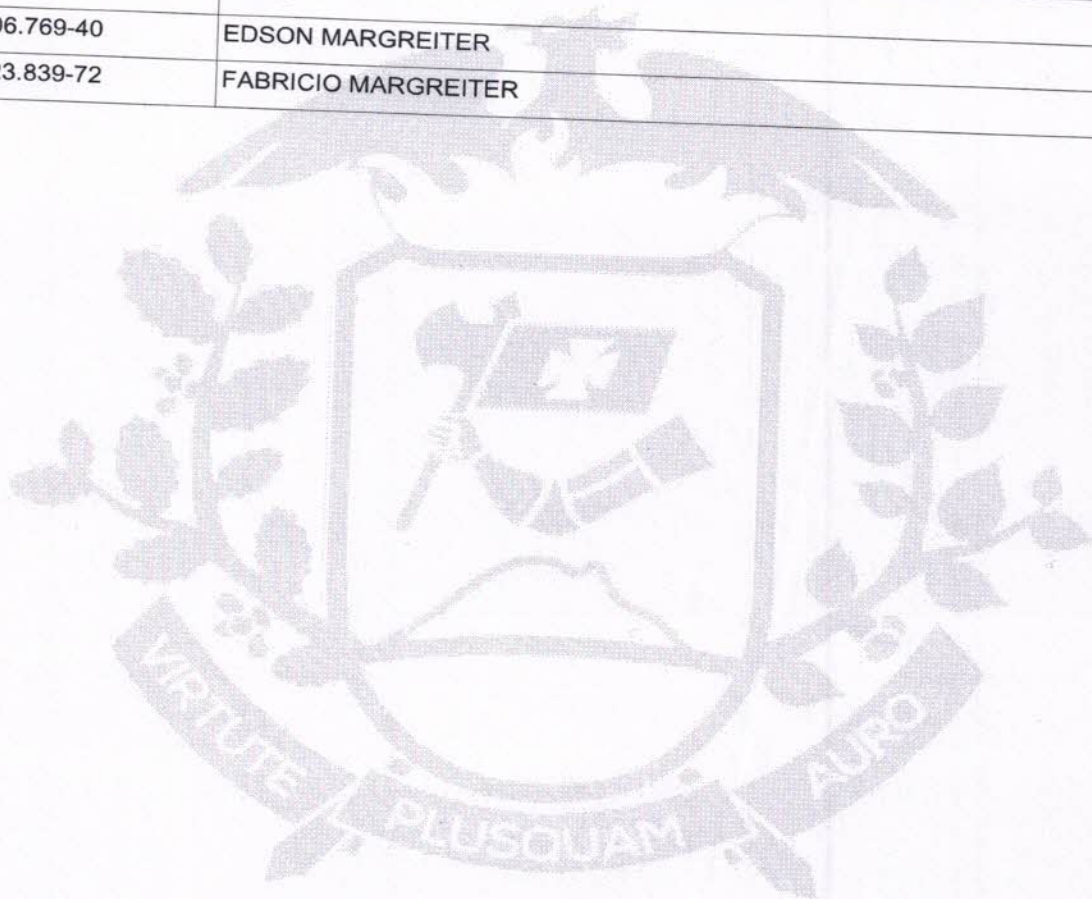 06.769-40 EDSON MARGREITER
23.839-72 FABRICIO MARGREITER
VIRTUTE PLUSQUAM AURO